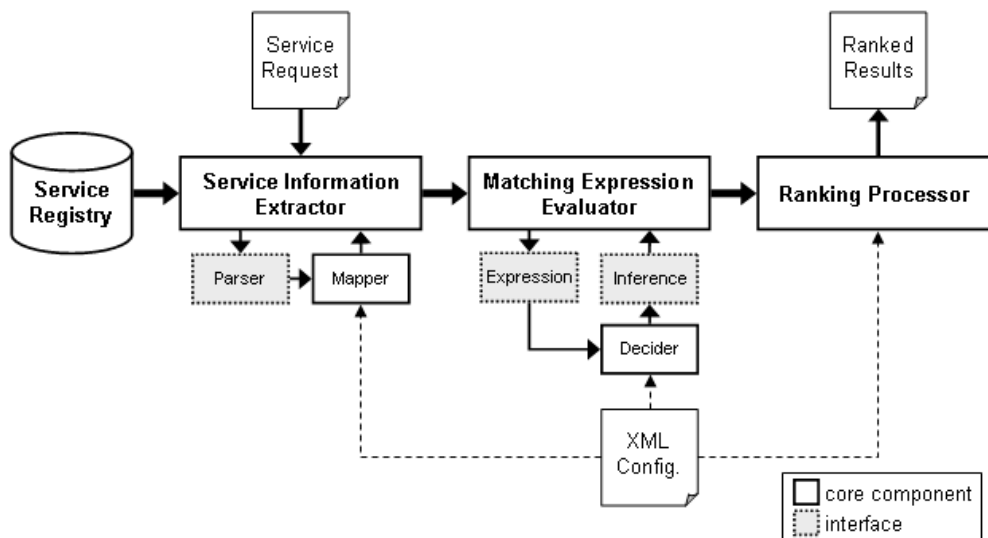 Service
Request
Ranked
Results
Service
Registry
Service Information
Extractor
Matching Expression
Evaluator
Ranking Processor
Parser
Mapper
Expression
Inference
Decider
XML
Config.
core component
interface